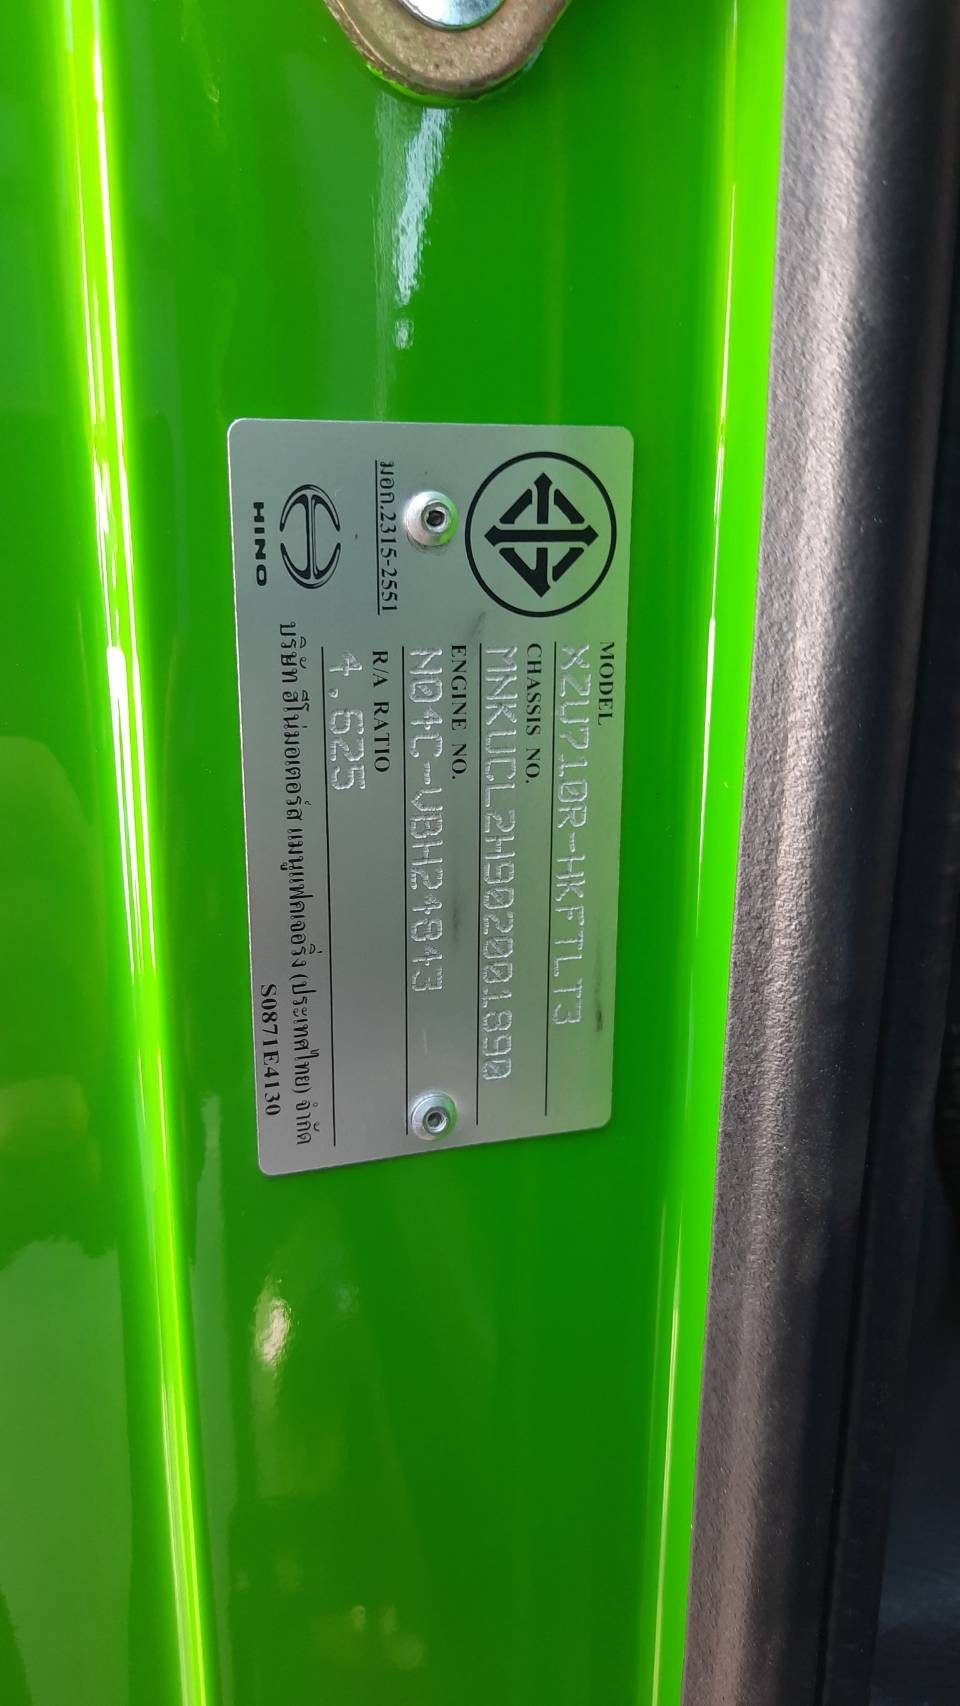 MODEL
XZU710R-HKFTLT3
CHASSIS NO.
MNKUCL2H902001890
ENGINE NO.
N04C-VBH24843
R/A RATIO
4.625
มอก.2315-2551
HINO
บริษัท ฮีโน่มอเตอร์ส แมนูแฟคเจอริ่ง (ประเทศไทย) จำกัด
S0871E4130